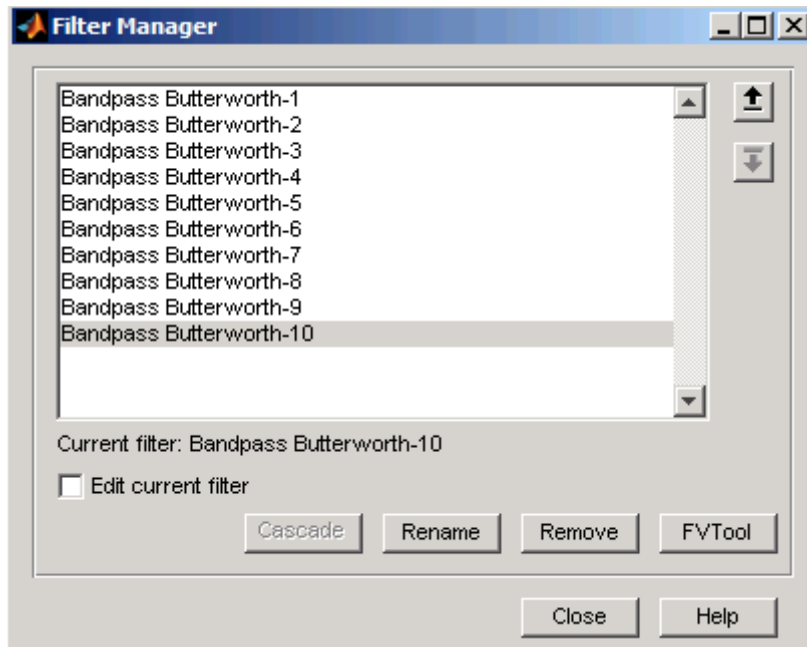 Filter Manager
Bandpass Butterworth-1
Bandpass Butterworth-2
Bandpass Butterworth-3
Bandpass Butterworth-4
Bandpass Butterworth-5
Bandpass Butterworth-6
Bandpass Butterworth-7
Bandpass Butterworth-8
Bandpass Butterworth-9
Bandpass Butterworth-10
Current filter: Bandpass Butterworth-10
Edit current filter
Cascade Rename Remove FVTool
Close Help